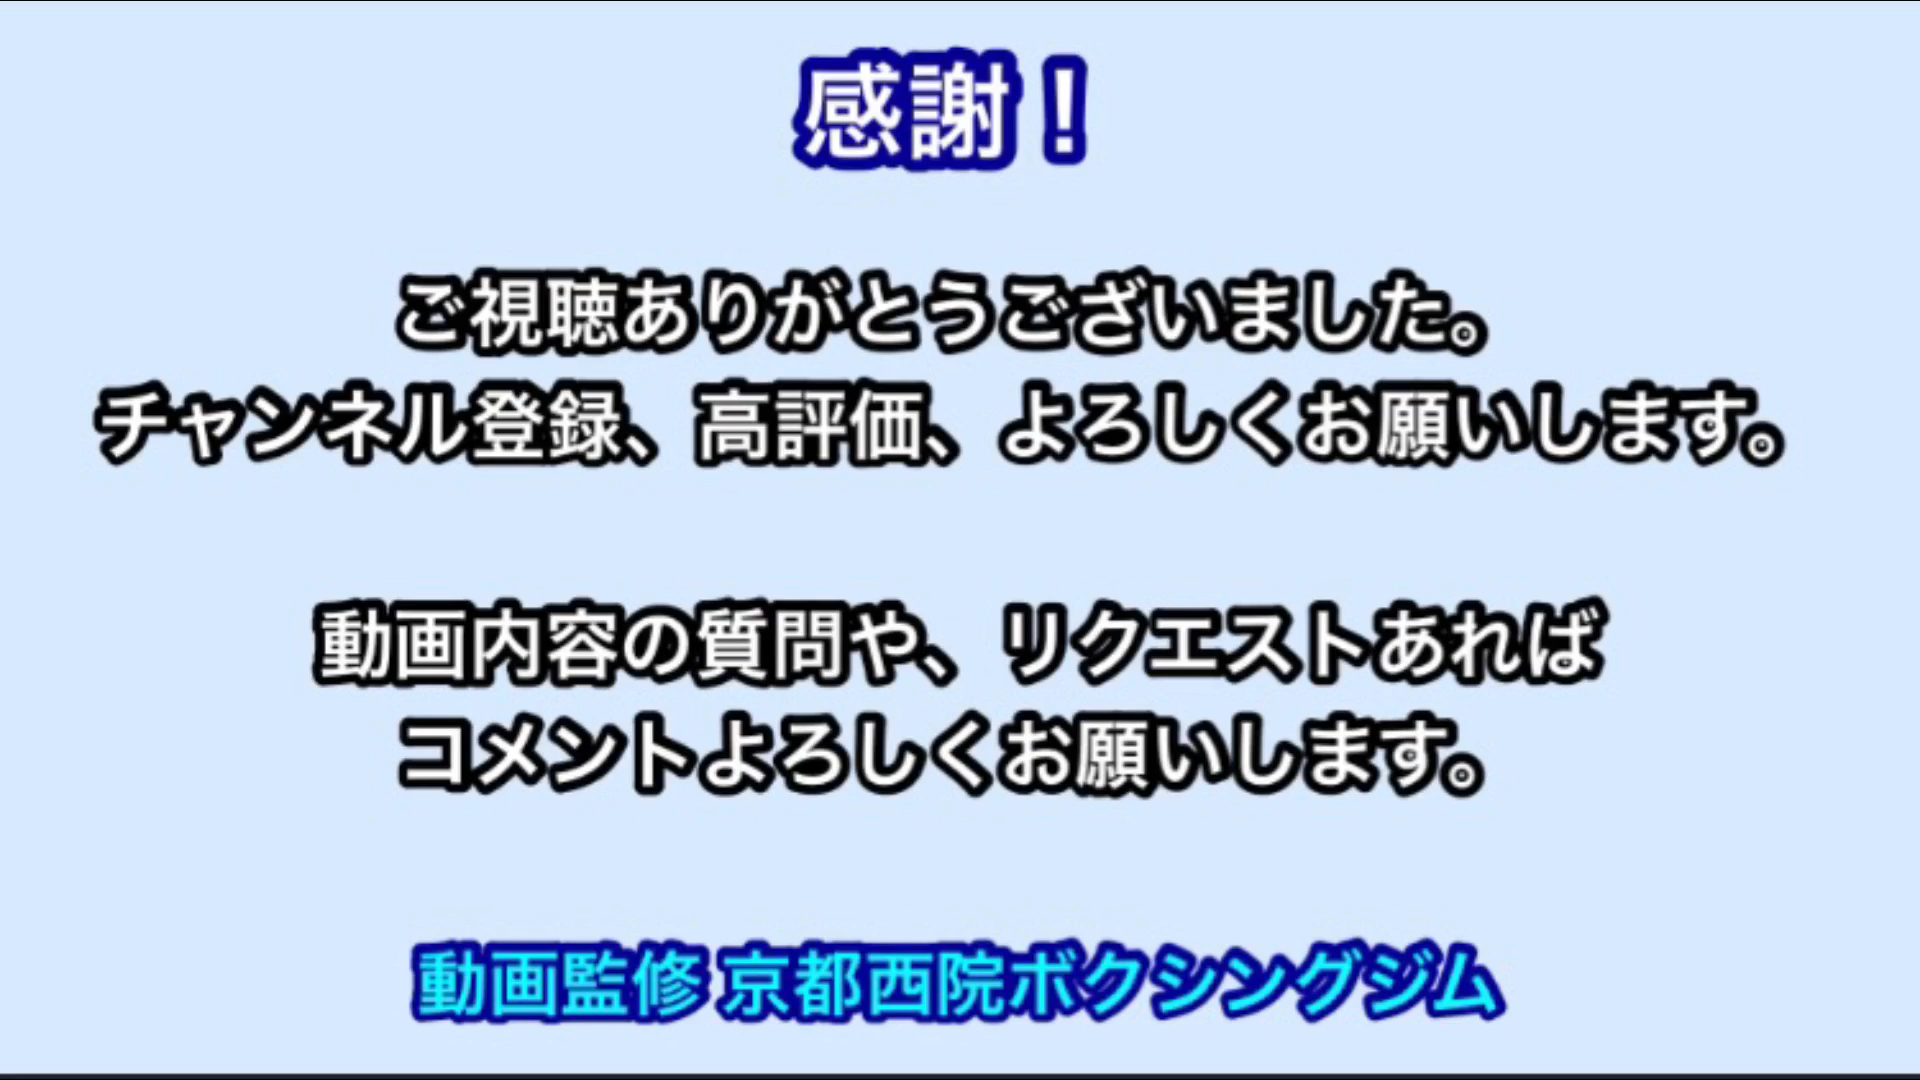 感謝！
ご視聴ありがとうございました。
チャンネル登録、高評価、よろしくお願いします。
動画内容の質問や、リクエストあれば
コメントよろしくお願いします。
動画監修 京都西院ボクシングジム